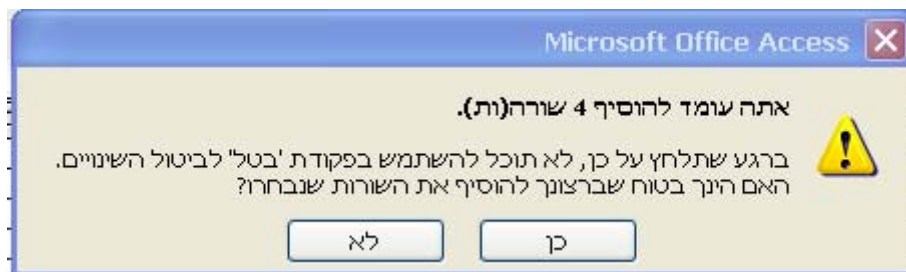 Microsoft Office Access
אתה עומד להוסיף 4 שורה(ות).
ברגע שתלחץ על כן, לא תוכל להשתמש בפקודת 'בטל' לביטול השינויים.
האם הינך בטוח שברצונך להוסיף את השורות שנבחרו?
כן
לא